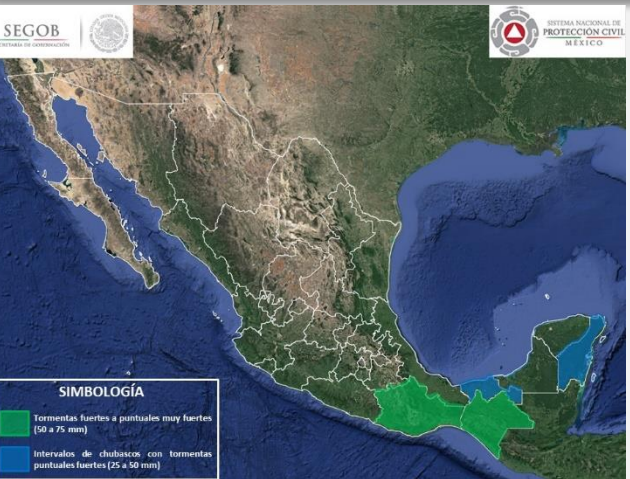 SEGOB
SECRETARÍA DE GOBERNACIÓN
SISTEMA NACIONAL DE
PROTECCIÓN CIVIL
MÉXICO
SIMBOLOGÍA
Tormentas fuertes a puntuales muy fuertes
(50 a 75 mm)
Intervalos de chubascos con tormentas
puntuales fuertes (25 a 50 mm)